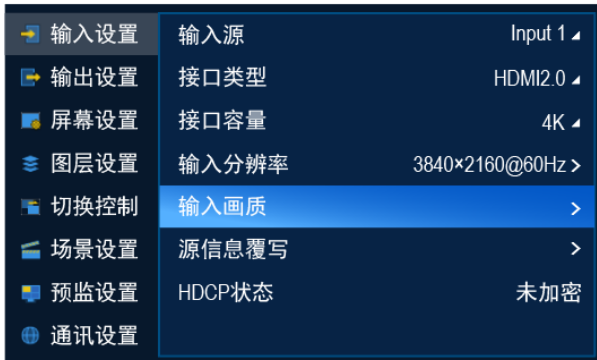 输入设置 输入源 Input 1
输出设置 接口类型 HDMI2.0
屏幕设置 接口容量 4K
图层设置 输入分辨率 3840×2160@60Hz >
切换控制 输入画质 >
场景设置 源信息覆写 >
预监设置 HDCP状态 未加密
通讯设置